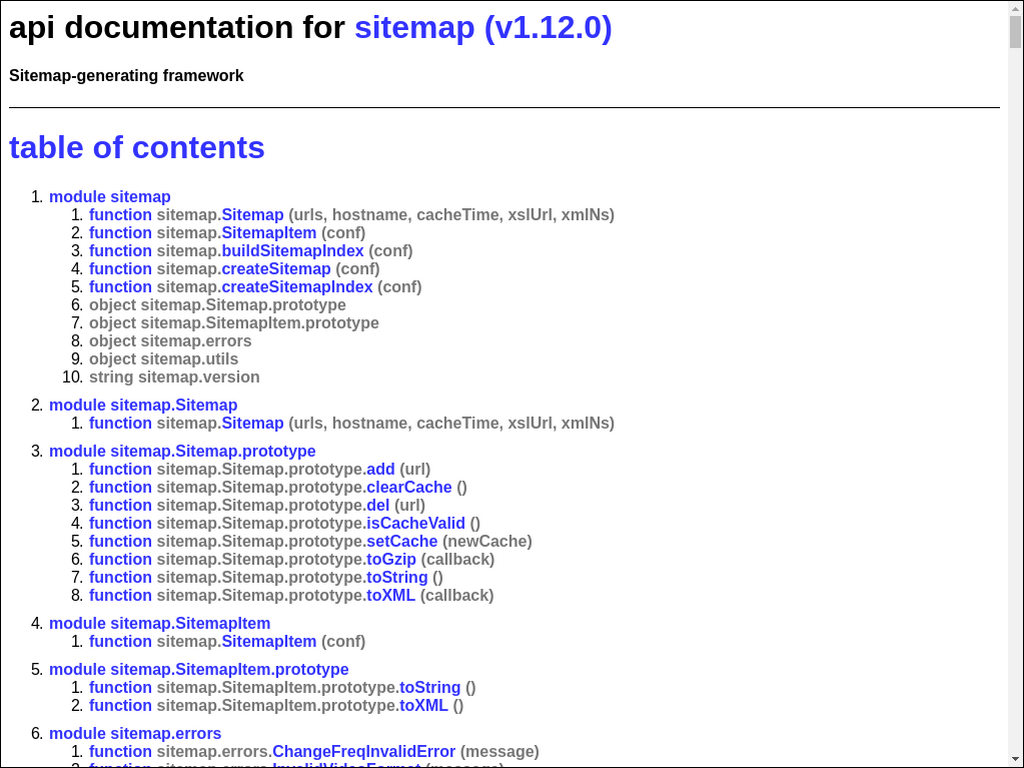 api documentation for sitemap (v1.12.0)
Sitemap-generating framework
table of contents
1. module sitemap
1. function sitemap.Sitemap (urls, hostname, cacheTime, xslUrl, xmlNs)
2. function sitemap.SitemapItem (conf)
3. function sitemap.buildSitemapIndex (conf)
4. function sitemap.createSitemap (conf)
5. function sitemap.createSitemapIndex (conf)
6. object sitemap.Sitemap.prototype
7. object sitemap.SitemapItem.prototype
8. object sitemap.errors
9. object sitemap.utils
10. string sitemap.version
2. module sitemap.Sitemap
1. function sitemap.Sitemap (urls, hostname, cacheTime, xslUrl, xmlNs)
3. module sitemap.Sitemap.prototype
1. function sitemap.Sitemap.prototype.add (url)
2. function sitemap.Sitemap.prototype.clearCache ()
3. function sitemap.Sitemap.prototype.del (url)
4. function sitemap.Sitemap.prototype.isCacheValid ()
5. function sitemap.Sitemap.prototype.setCache (newCache)
6. function sitemap.Sitemap.prototype.toGzip (callback)
7. function sitemap.Sitemap.prototype.toString ()
8. function sitemap.Sitemap.prototype.toXML (callback)
4. module sitemap.SitemapItem
1. function sitemap.SitemapItem (conf)
5. module sitemap.SitemapItem.prototype
1. function sitemap.SitemapItem.prototype.toString ()
2. function sitemap.SitemapItem.prototype.toXML ()
6. module sitemap.errors
1. function sitemap.errors.ChangeFreqInvalidError (message)
2. function sitemap.errors.InvalidVideoFormat (message)